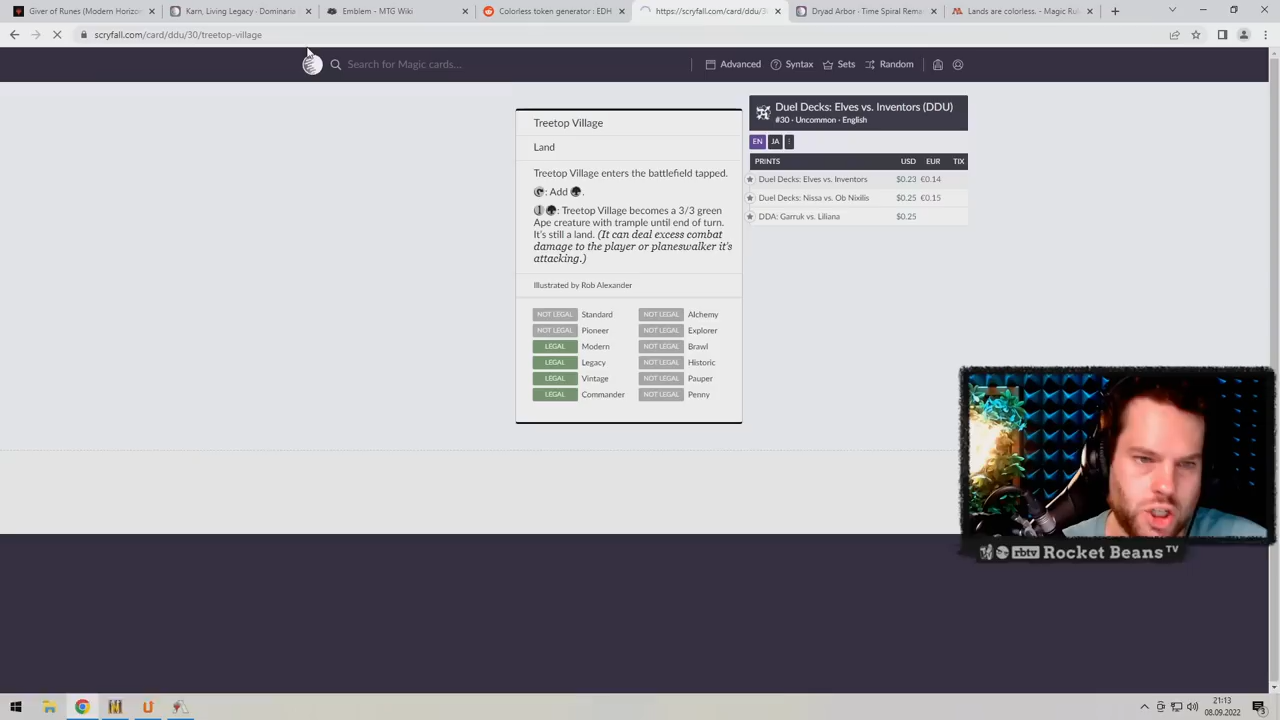 Giver of Runes (Modern Horizon
Karn, Living Legacy - Dominaria
Emblem - MTG Wiki
Colorless token generator : EDH
https://scryfall.com/card/ddu/30
Dryad Arbor - Time Spiral Rema
Lands are colorless. - Magic Rul
scryfall.com/card/ddu/30/treetop-village
Search for Magic cards...
Advanced
Syntax
Sets
Random
Treetop Village
Land
Treetop Village enters the battlefield tapped.
: Add .
: Treetop Village becomes a 3/3 green
Ape creature with trample until end of turn.
It's still a land. (It can deal excess combat
damage to the player or planeswalker it's
attacking.)
Illustrated by Rob Alexander
NOT LEGAL Standard NOT LEGAL Alchemy
NOT LEGAL Pioneer NOT LEGAL Explorer
LEGAL Modern NOT LEGAL Brawl
LEGAL Legacy NOT LEGAL Historic
LEGAL Vintage NOT LEGAL Pauper
LEGAL Commander NOT LEGAL Penny
Duel Decks: Elves vs. Inventors (DDU)
#30 · Uncommon · English
EN JA
PRINTS USD EUR TIX
Duel Decks: Elves vs. Inventors $0.23 €0.14
Duel Decks: Nissa vs. Ob Nixilis $0.25 €0.15
DDA: Garruk vs. Liliana $0.25
rbtv Rocket Beans TV
21:13
08.09.2022
3